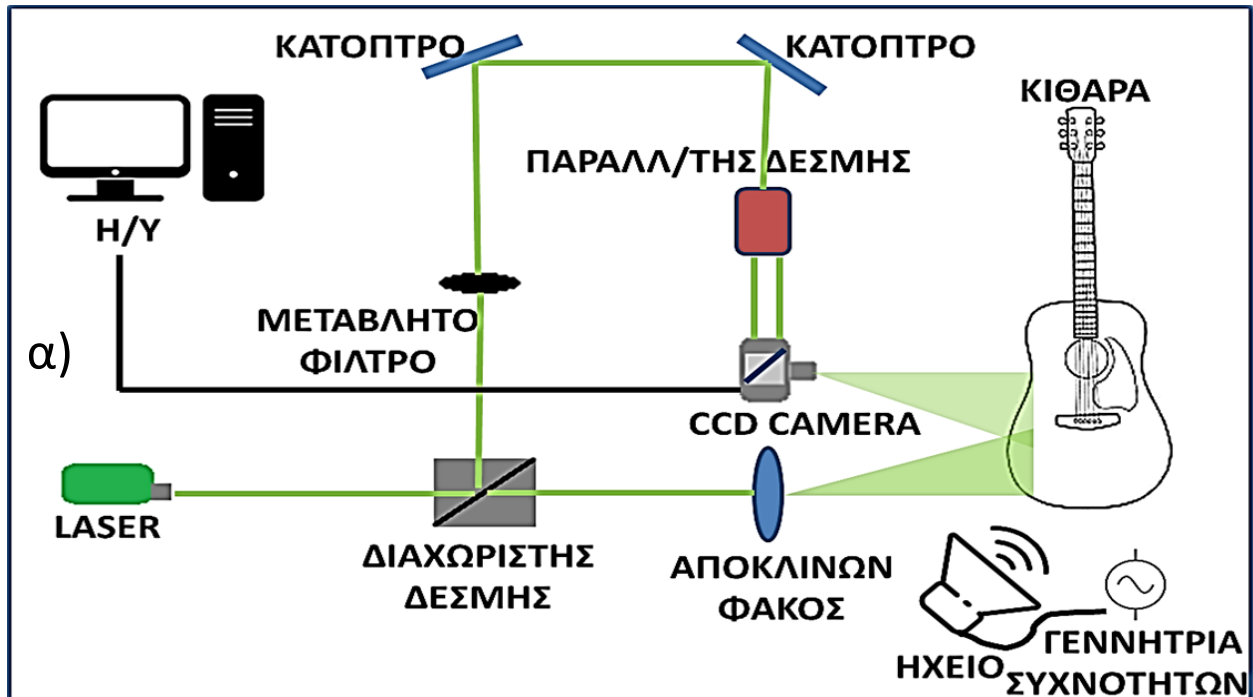 ΚΑΤΟΠΤΡΟ
ΚΑΤΟΠΤΡΟ
ΚΙΘΑΡΑ
ΠΑΡΑΛΛ/ΤΗΣ ΔΕΣΜΗΣ
Η/Υ
ΜΕΤΑΒΛΗΤΟ
ΦΙΛΤΡΟ
α)
CCD CAMERA
LASER
ΔΙΑΧΩΡΙΣΤΗΣ
ΔΕΣΜΗΣ
ΑΠΟΚΛΙΝΩΝ
ΦΑΚΟΣ
ΗΧΕΙΟ
ΓΕΝΝΗΤΡΙΑ
ΣΥΧΝΟΤΗΤΩΝ